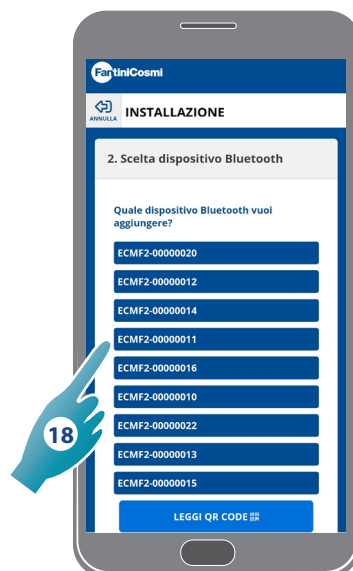 FantiniCosmi
ANNULLA
INSTALLAZIONE
2. Scelta dispositivo Bluetooth
Quale dispositivo Bluetooth vuoi
aggiungere?
ECMF2-00000020
ECMF2-00000012
ECMF2-00000014
ECMF2-00000011
ECMF2-00000016
ECMF2-00000010
ECMF2-00000022
ECMF2-00000013
ECMF2-00000015
18
LEGGI QR CODE